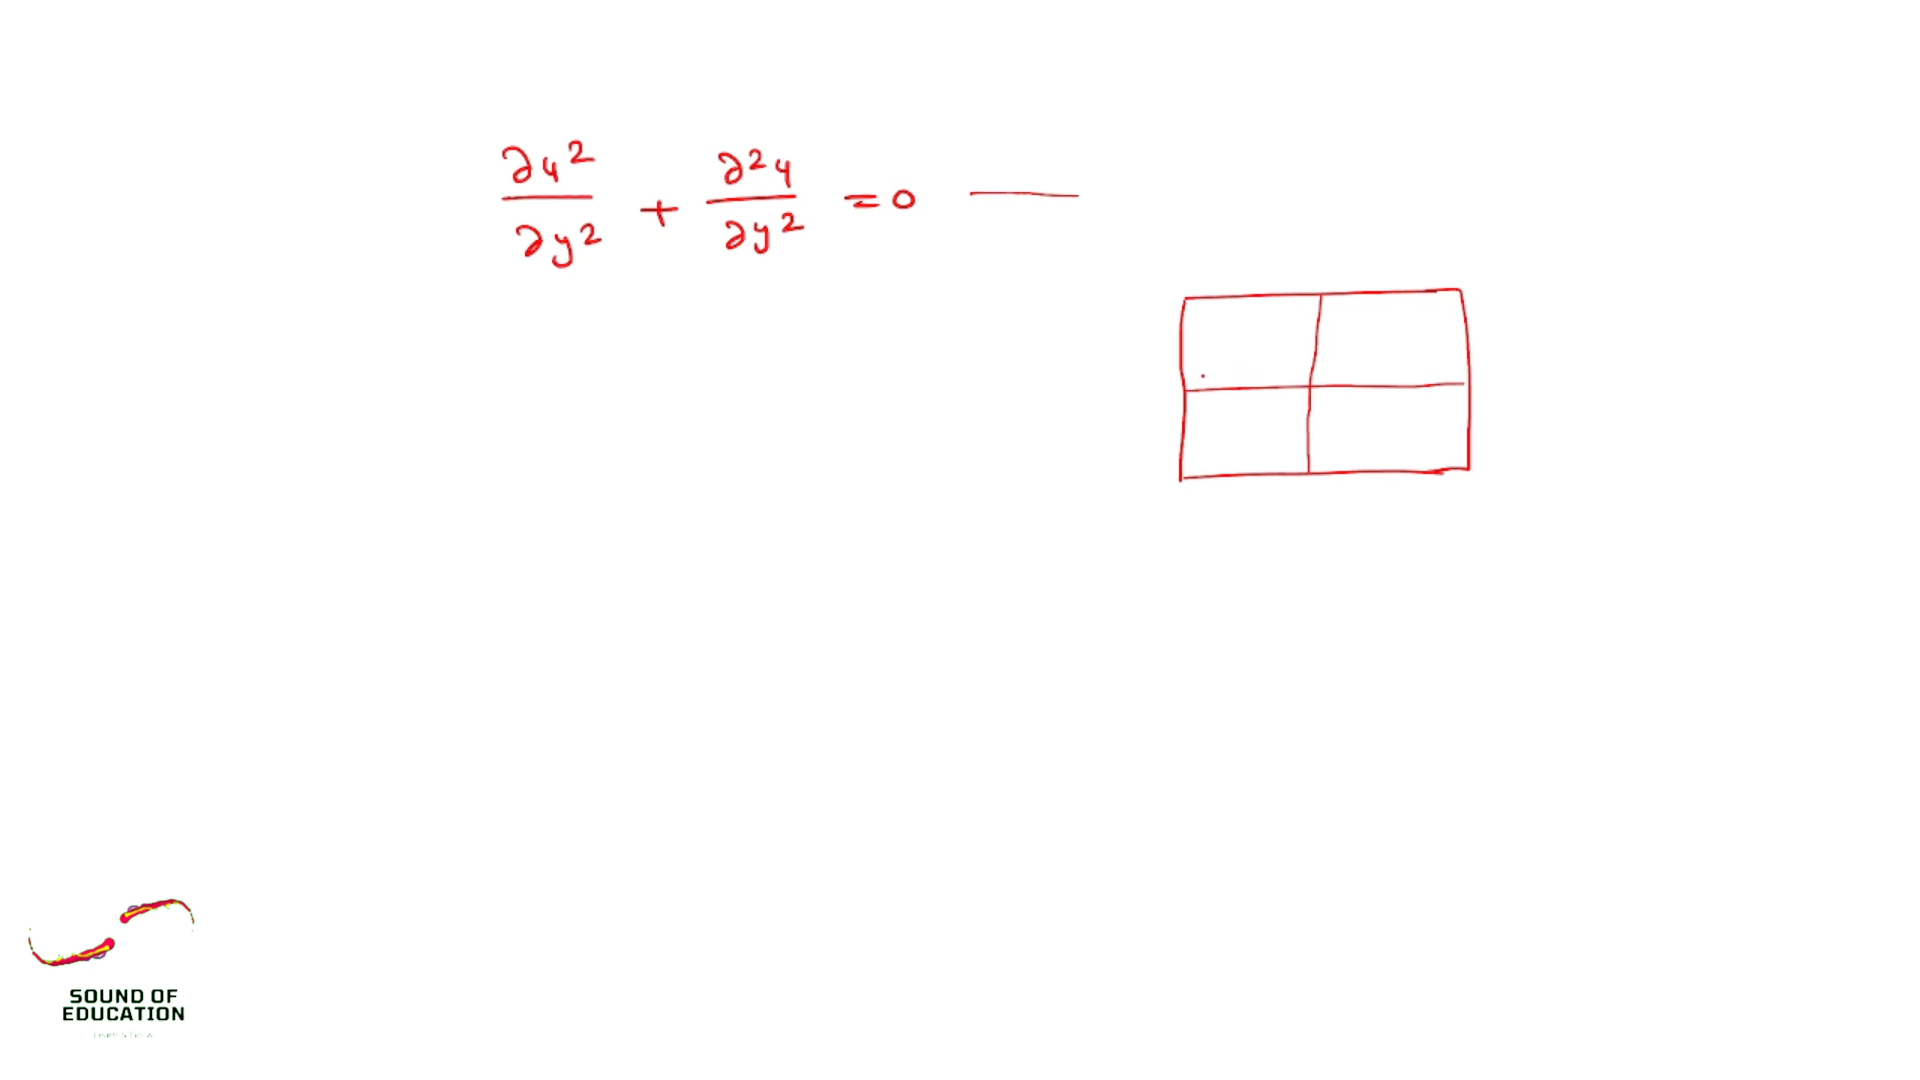 ∂u²/∂y² + ∂²u/∂y² = 0
SOUND OF
EDUCATION